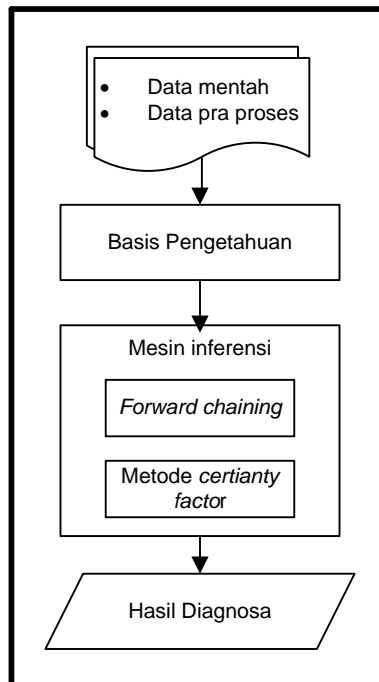 • Data mentah
• Data pra proses
Basis Pengetahuan
Mesin inferensi
Forward chaining
Metode certianty
factor
Hasil Diagnosa